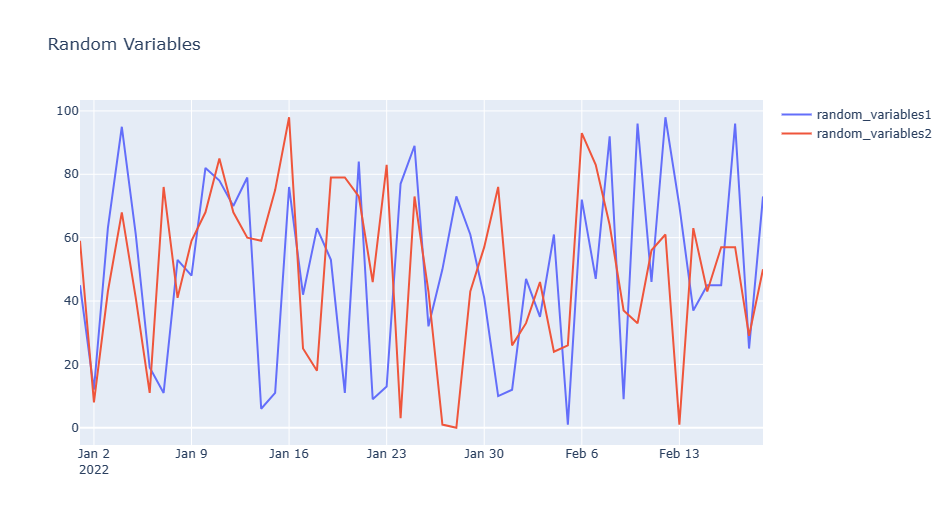 Random Variables
random_variables1
random_variables2
100
80
60
40
20
0
Jan 2 Jan 9 Jan 16 Jan 23 Jan 30 Feb 6 Feb 13
2022